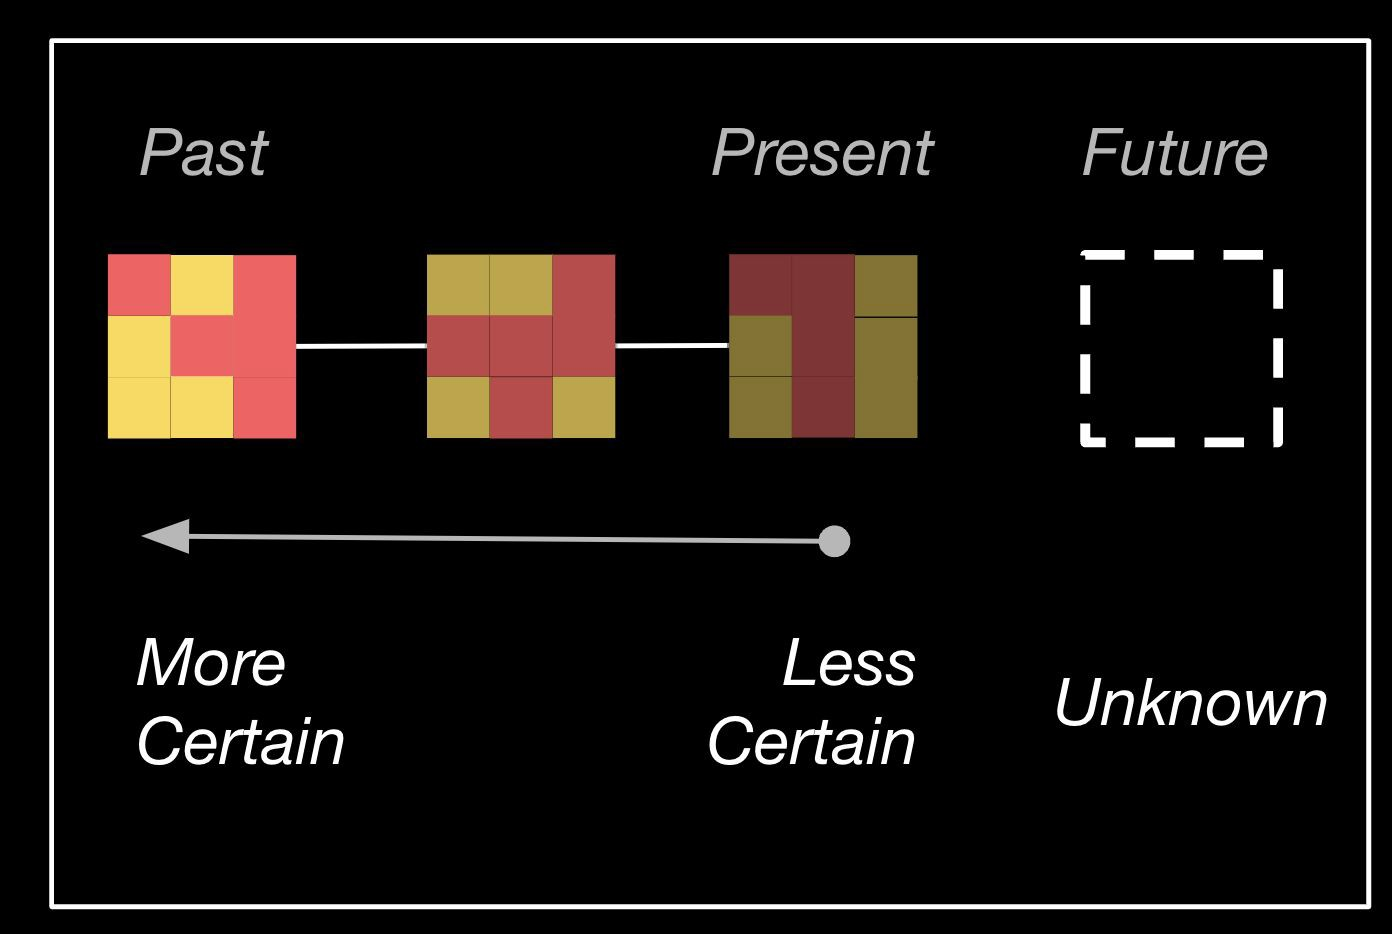 Past
Present
Future
More
Certain
Less
Certain
Unknown